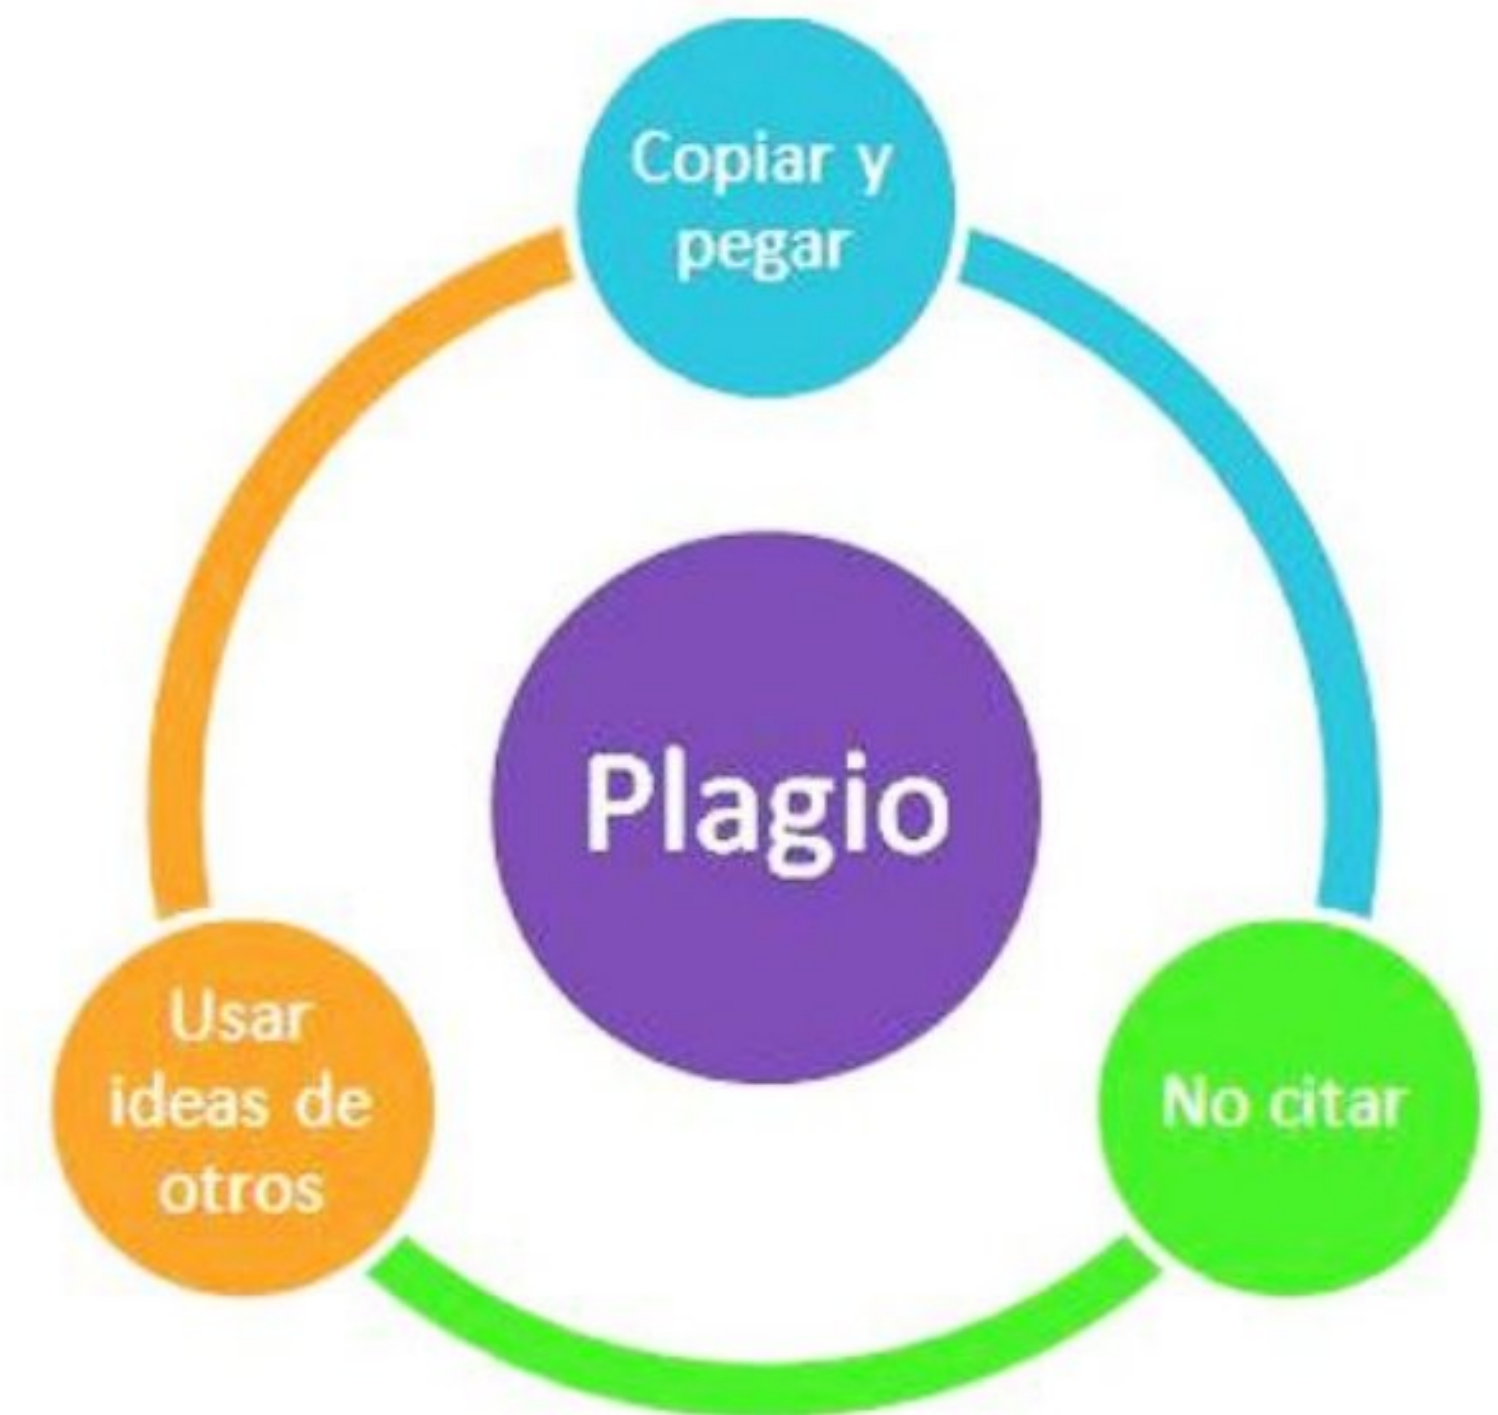 Copiar y
pegar
Plagio
Usar
ideas de
otros
No citar